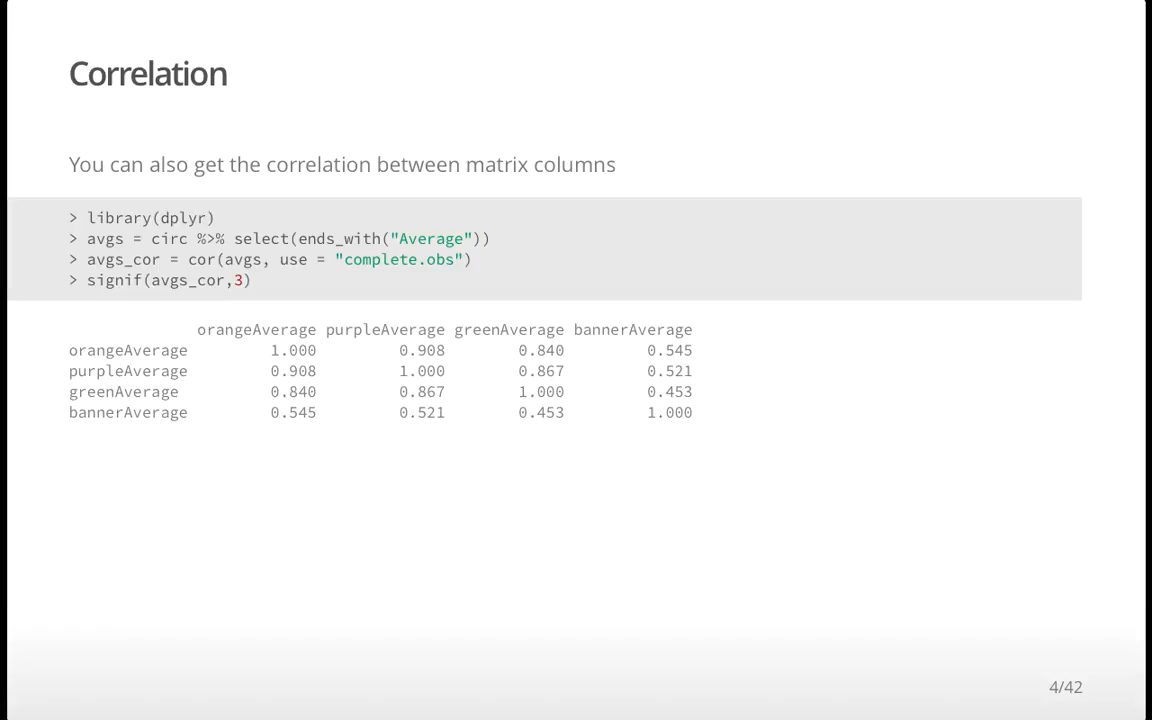 Correlation
You can also get the correlation between matrix columns
> library(dplyr)
> avgs = circ %>% select(ends_with("Average"))
> avgs_cor = cor(avgs, use = "complete.obs")
> signif(avgs_cor,3)
orangeAverage purpleAverage greenAverage bannerAverage
orangeAverage 1.000 0.908 0.840 0.545
purpleAverage 0.908 1.000 0.867 0.521
greenAverage 0.840 0.867 1.000 0.453
bannerAverage 0.545 0.521 0.453 1.000
4/42